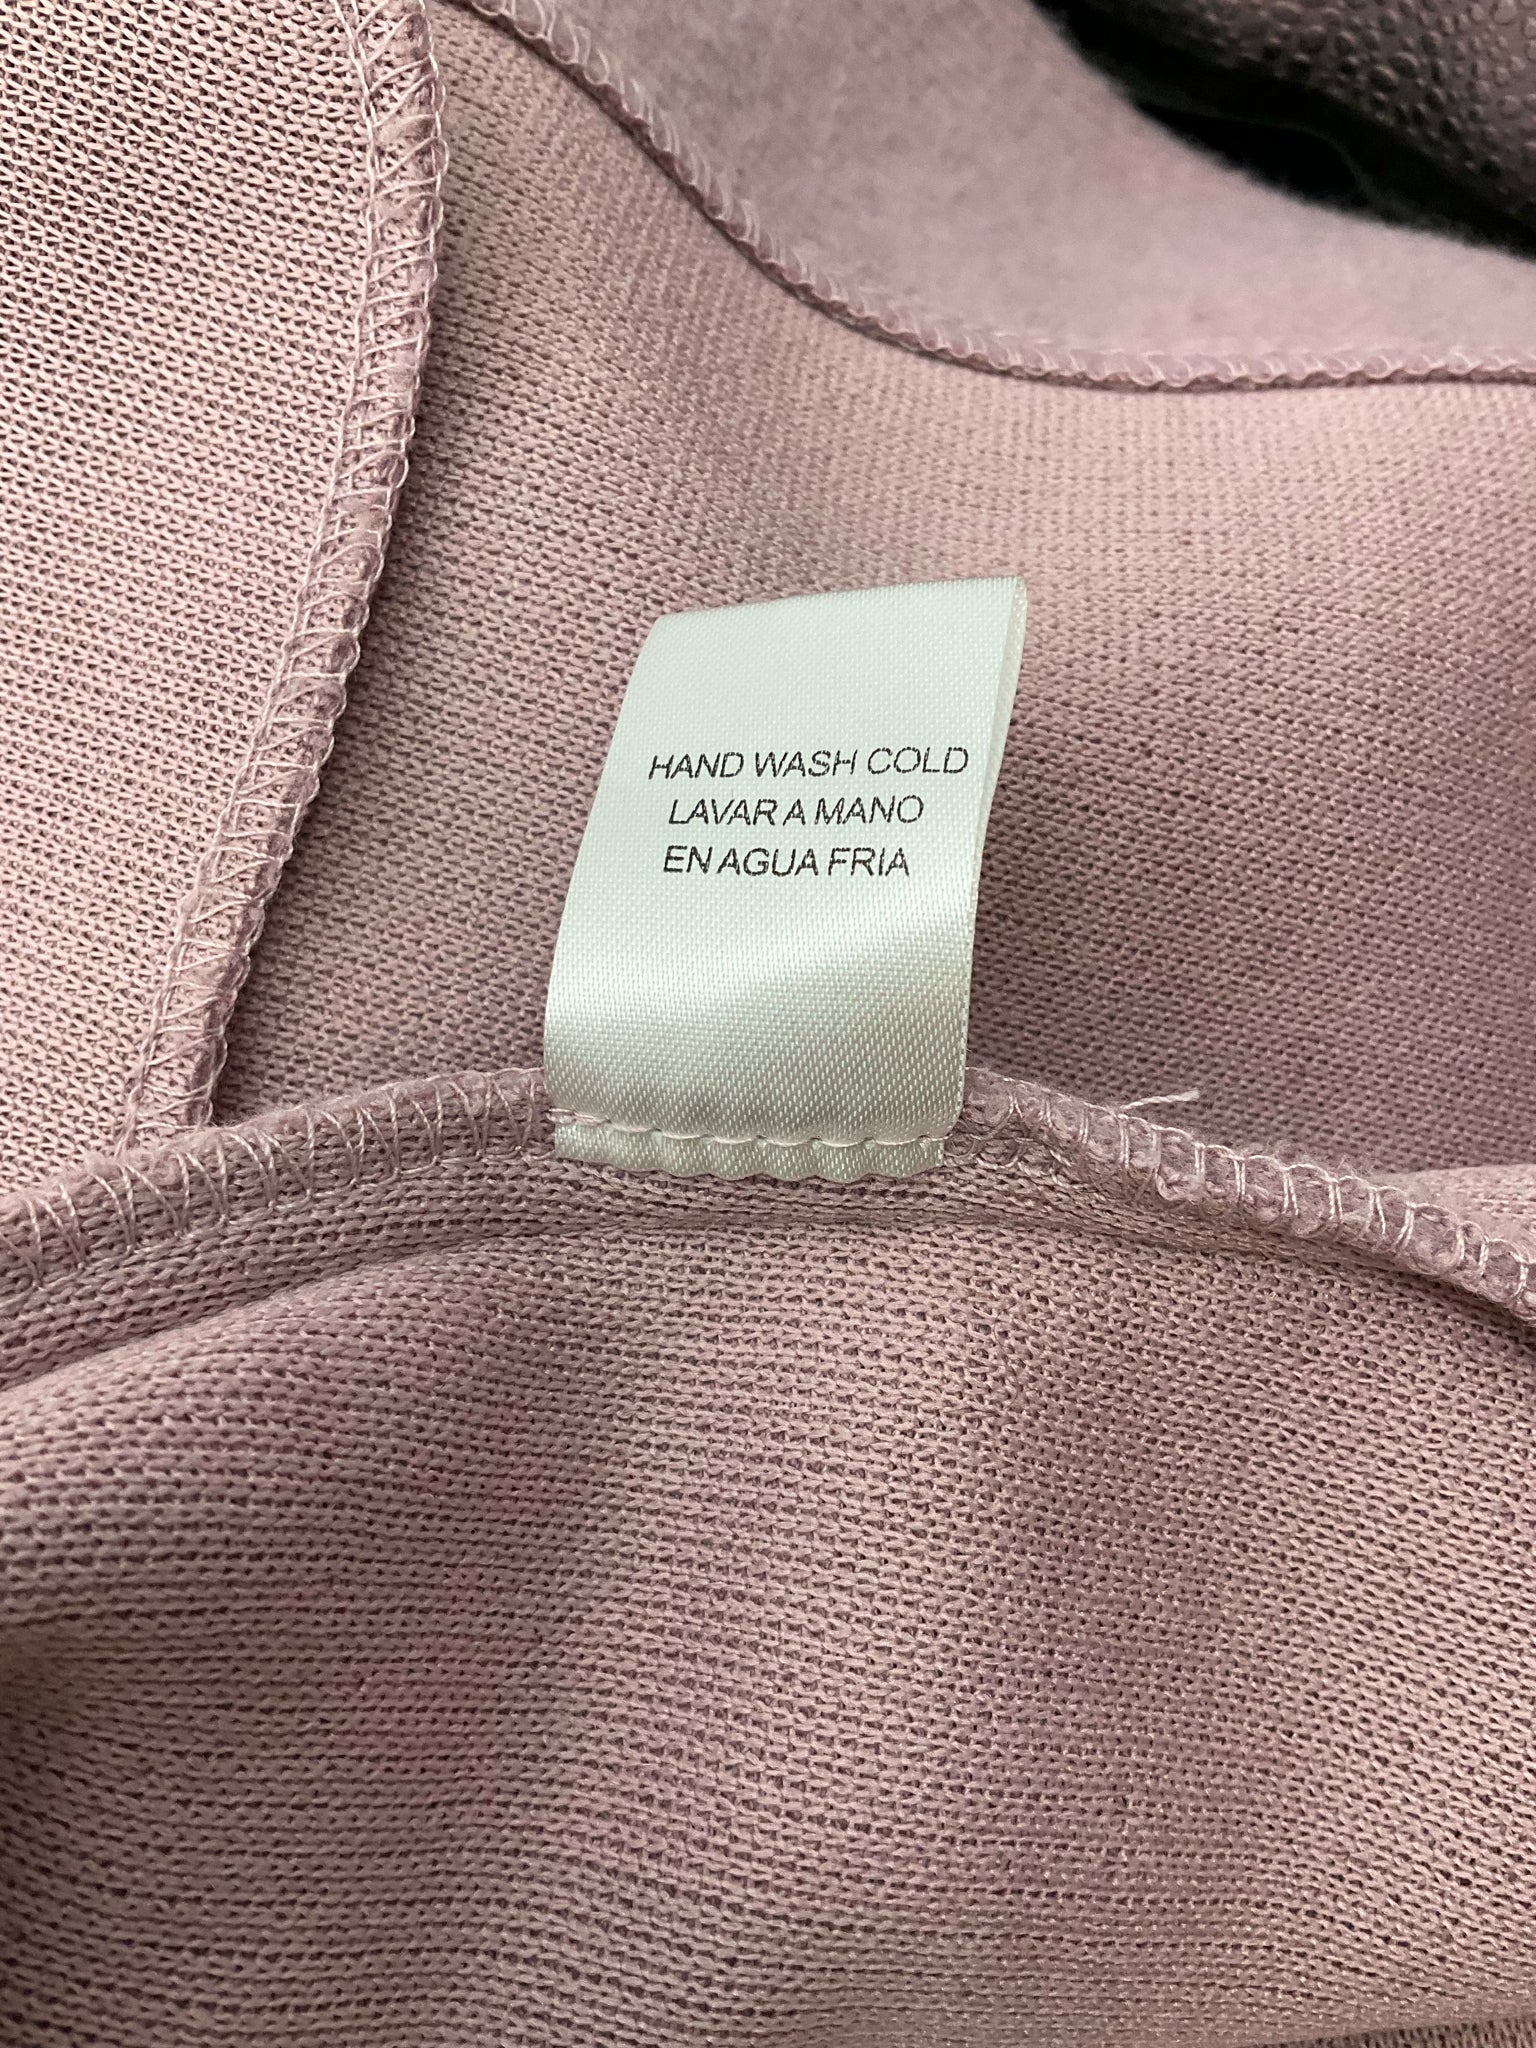 HAND WASH COLD
LAVAR A MANO
EN AGUA FRIA